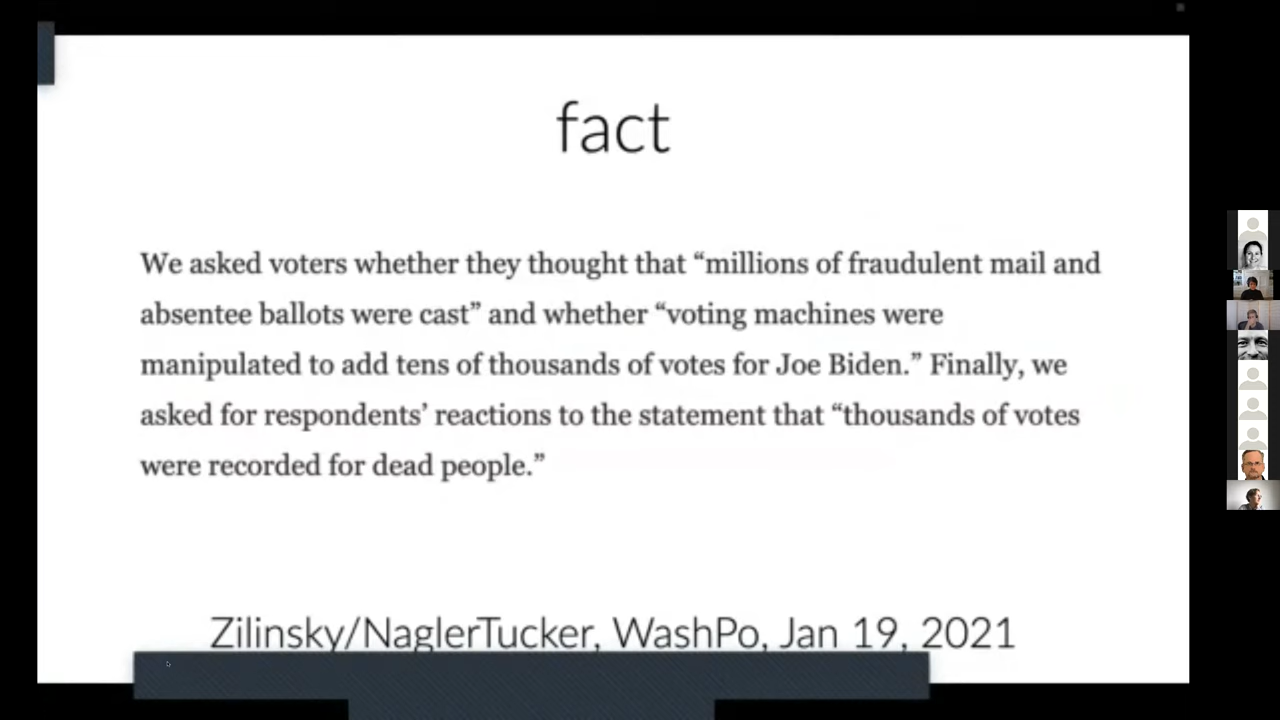 fact
We asked voters whether they thought that “millions of fraudulent mail and
absentee ballots were cast” and whether “voting machines were
manipulated to add tens of thousands of votes for Joe Biden.” Finally, we
asked for respondents’ reactions to the statement that “thousands of votes
were recorded for dead people.”
Zilinsky/NaglerTucker, WashPo, Jan 19, 2021